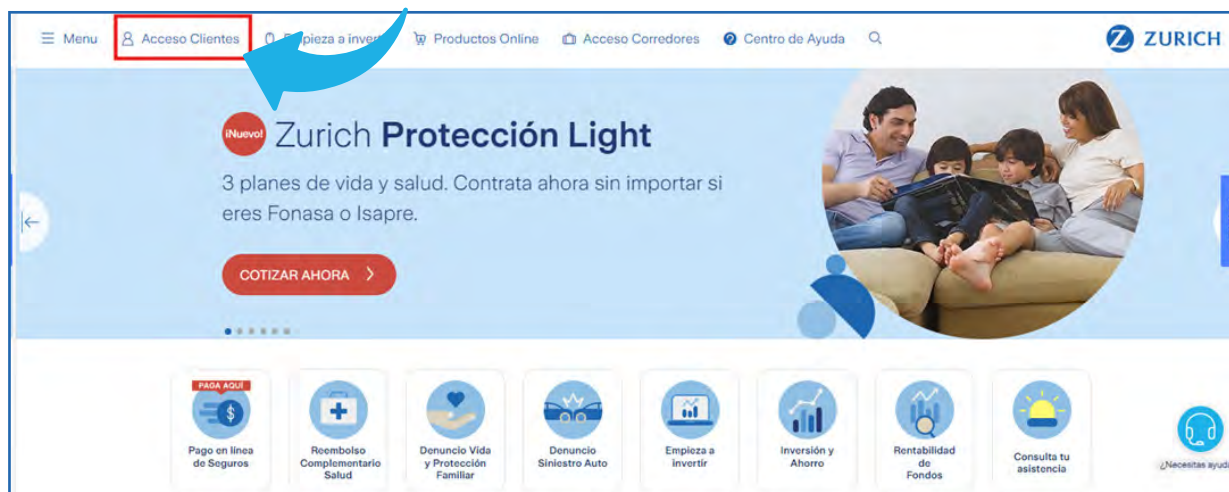 Menu
Acceso Clientes
Empieza a invertir
Productos Online
Acceso Corredores
Centro de Ayuda
ZURICH
¡Nuevo!
Zurich Protección Light
3 planes de vida y salud. Contrata ahora sin importar si
eres Fonasa o Isapre.
COTIZAR AHORA
PAGA AQUÍ
Pago en línea
de Seguros
Reembolso
Complementario
Salud
Denuncio Vida
y Protección
Familiar
Denuncio
Siniestro Auto
Empieza a
invertir
Inversión y
Ahorro
Rentabilidad
de
Fondos
Consulta tu
asistencia
¿Necesitas ayuda